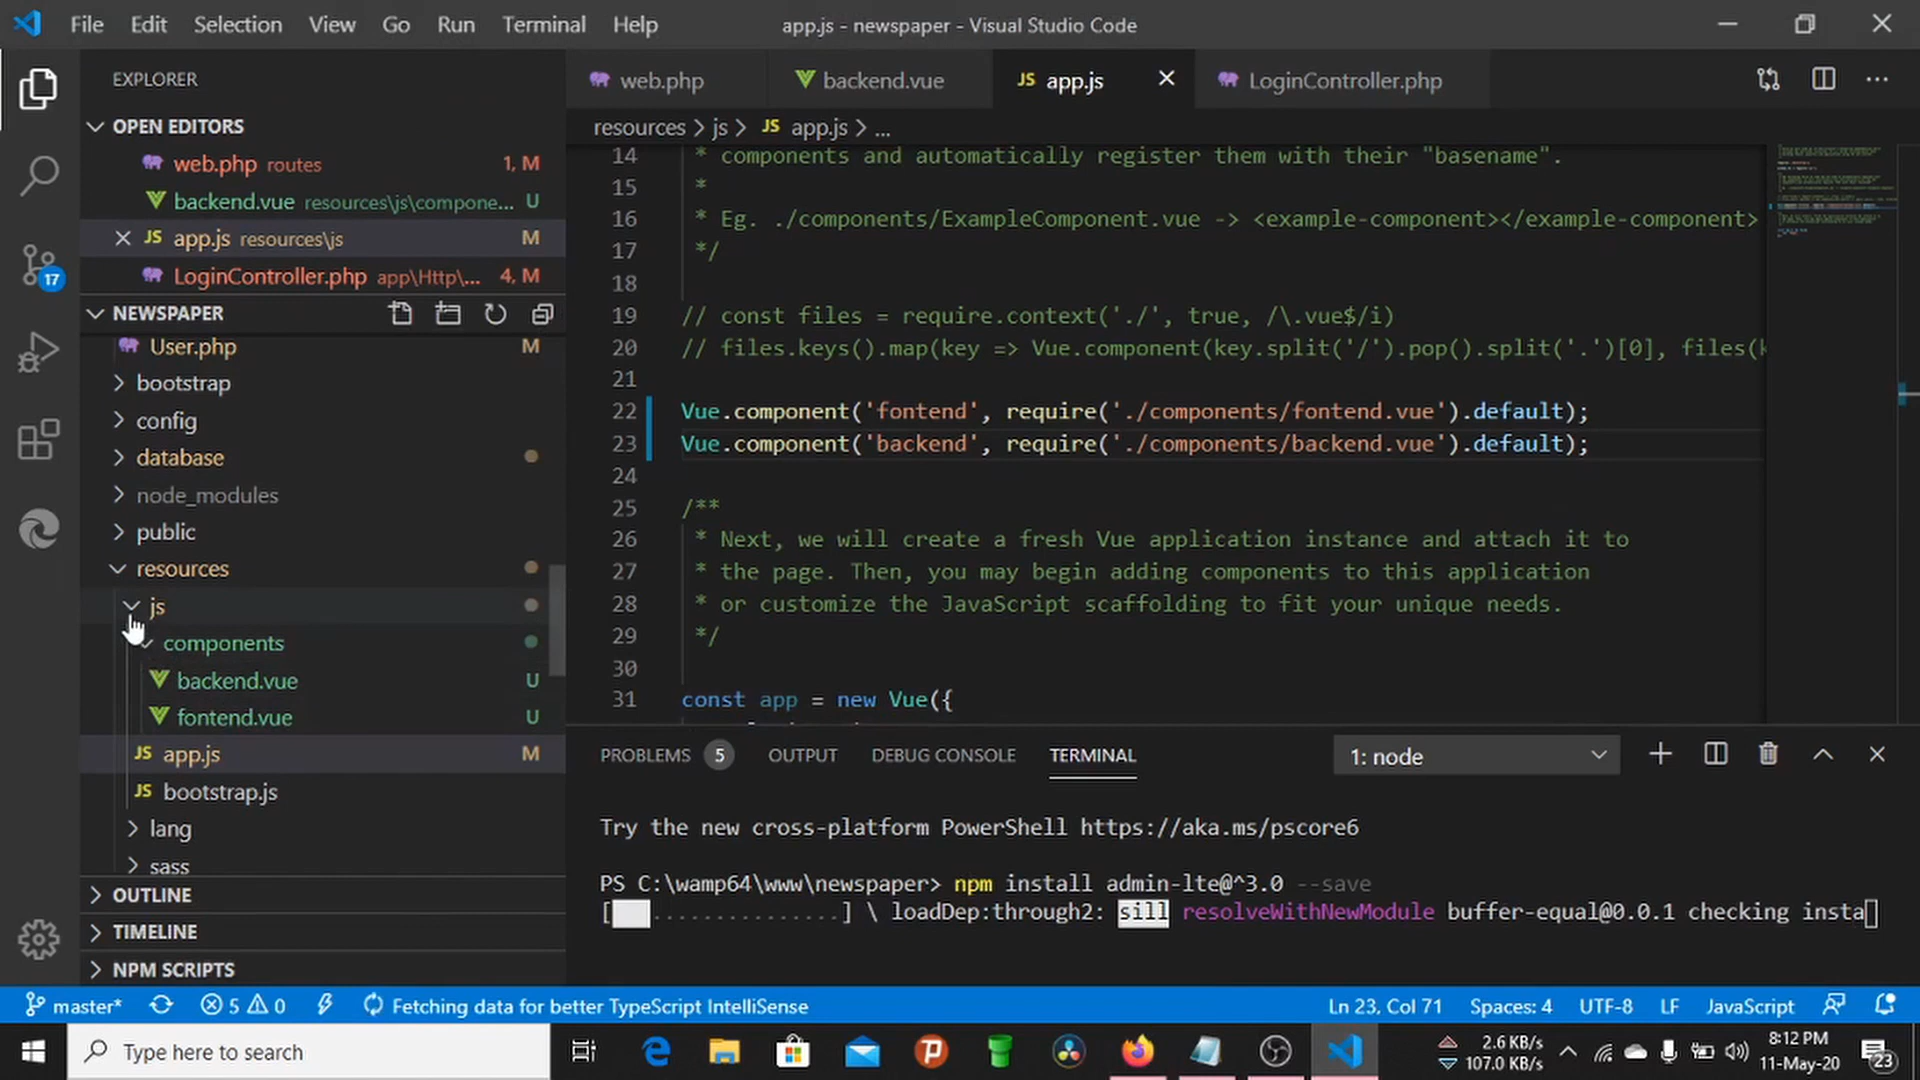 File Edit Selection View Go Run Terminal Help app.js - newspaper - Visual Studio Code
EXPLORER
OPEN EDITORS
web.php routes 1, M
backend.vue resources\js\compone... U
JS app.js resources\js M
LoginController.php app\Http\... 4, M
NEWSPAPER
User.php M
bootstrap
config
database
node_modules
public
resources
js
components
backend.vue U
fontend.vue U
JS app.js M
JS bootstrap.js
lang
sass
OUTLINE
TIMELINE
NPM SCRIPTS
17
web.php backend.vue JS app.js LoginController.php
resources > js > JS app.js > ...
14 * components and automatically register them with their "basename".
15 *
16 * Eg. ./components/ExampleComponent.vue -> <example-component></example-component>
17 */
18
19 // const files = require.context('./', true, /\.vue$/i)
20 // files.keys().map(key => Vue.component(key.split('/').pop().split('.')[0], files(k
21
22 Vue.component('fontend', require('./components/fontend.vue').default);
23 Vue.component('backend', require('./components/backend.vue').default);
24
25 /**
26 * Next, we will create a fresh Vue application instance and attach it to
27 * the page. Then, you may begin adding components to this application
28 * or customize the JavaScript scaffolding to fit your unique needs.
29 */
30
31 const app = new Vue({
PROBLEMS 5 OUTPUT DEBUG CONSOLE TERMINAL 1: node
Try the new cross-platform PowerShell https://aka.ms/pscore6
PS C:\wamp64\www\newspaper> npm install admin-lte@^3.0 --save
[ ...............] \ loadDep:through2: sill resolveWithNewModule buffer-equal@0.0.1 checking insta
master* 5 0 Fetching data for better TypeScript IntelliSense Ln 23, Col 71 Spaces: 4 UTF-8 LF JavaScript
Type here to search
2.6 KB/s
107.0 KB/s
8:12 PM
11-May-20
23